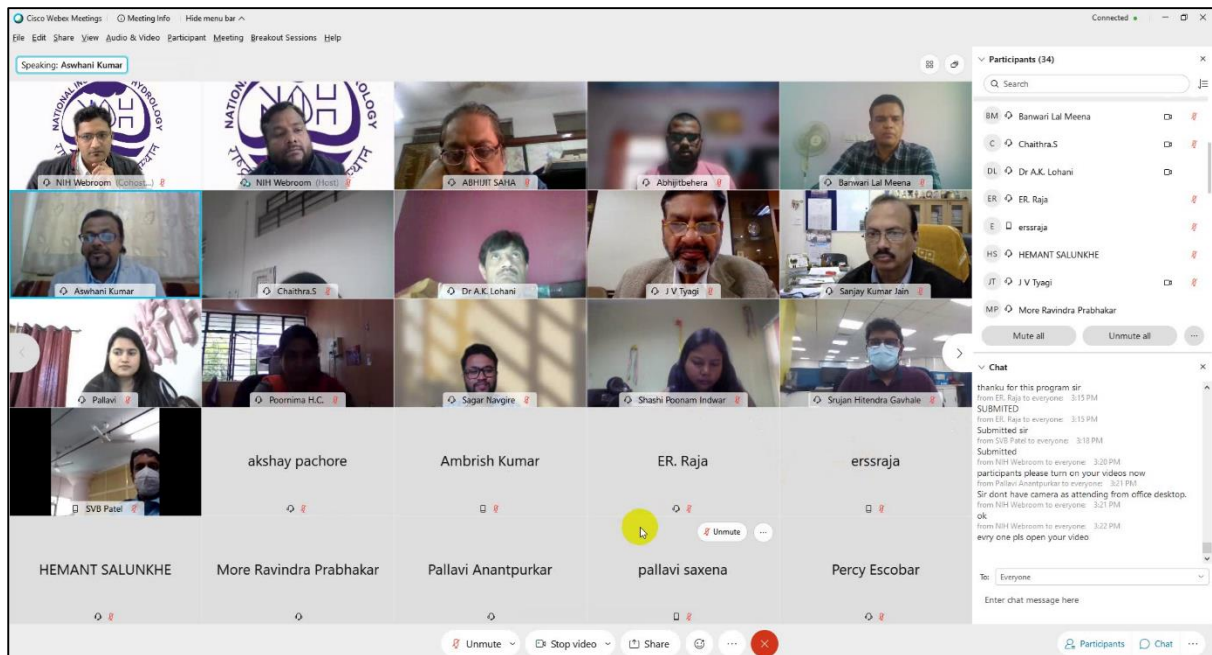 Cisco Webex Meetings
Meeting Info
Hide menu bar
Connected
File Edit Share View Audio & Video Participant Meeting Breakout Sessions Help
Speaking: Aswhani Kumar
NIH Webroom (Cohost...)
NIH Webroom (Host)
ABHIJIT SAHA
Abhijitbehera
Banwari Lal Meena
Aswhani Kumar
Chaithra.S
Dr A.K. Lohani
J V Tyagi
Sanjay Kumar Jain
Pallavi
Poornima H.C.
Sagar Navgire
Shashi Poonam Indwar
Srujan Hitendra Gavhale
SVB Patel
akshay pachore
Ambrish Kumar
ER. Raja
erssraja
Unmute
HEMANT SALUNKHE
More Ravindra Prabhakar
Pallavi Anantpurkar
pallavi saxena
Percy Escobar
Unmute
Stop video
Share
Participants (34)
Search
BM Banwari Lal Meena
C Chaithra.S
DL Dr A.K. Lohani
ER ER. Raja
E erssraja
HS HEMANT SALUNKHE
JT J V Tyagi
MP More Ravindra Prabhakar
Mute all
Unmute all
Chat
thanku for this program sir
from ER. Raja to everyone: 3:15 PM
SUBMITED
from ER. Raja to everyone: 3:15 PM
Submitted sir
from SVB Patel to everyone: 3:18 PM
Submitted
from NIH Webroom to everyone: 3:20 PM
participants please turn on your videos now
from Pallavi Anantpurkar to everyone: 3:21 PM
Sir dont have camera as attending from office desktop.
from NIH Webroom to everyone: 3:21 PM
ok
from NIH Webroom to everyone: 3:22 PM
evry one pls open your video
To: Everyone
Enter chat message here
Participants
Chat